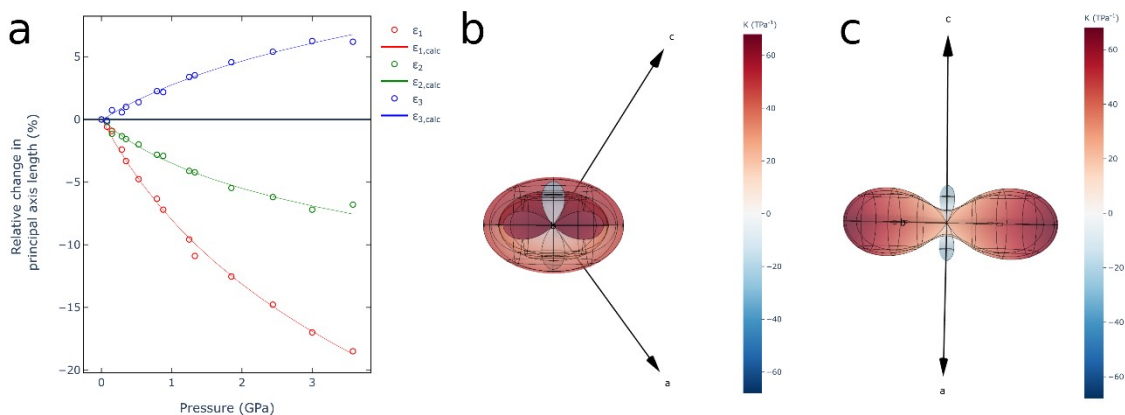 a
5
0
−5
−10
−15
−20
Relative change in
principal axis length (%)
0
1
2
3
Pressure (GPa)
ε1
ε1,calc
ε2
ε2,calc
ε3
ε3,calc
b
c
a
K (TPa⁻¹)
60
40
20
0
−20
−40
−60
c
c
b
a
K (TPa⁻¹)
60
40
20
0
−20
−40
−60